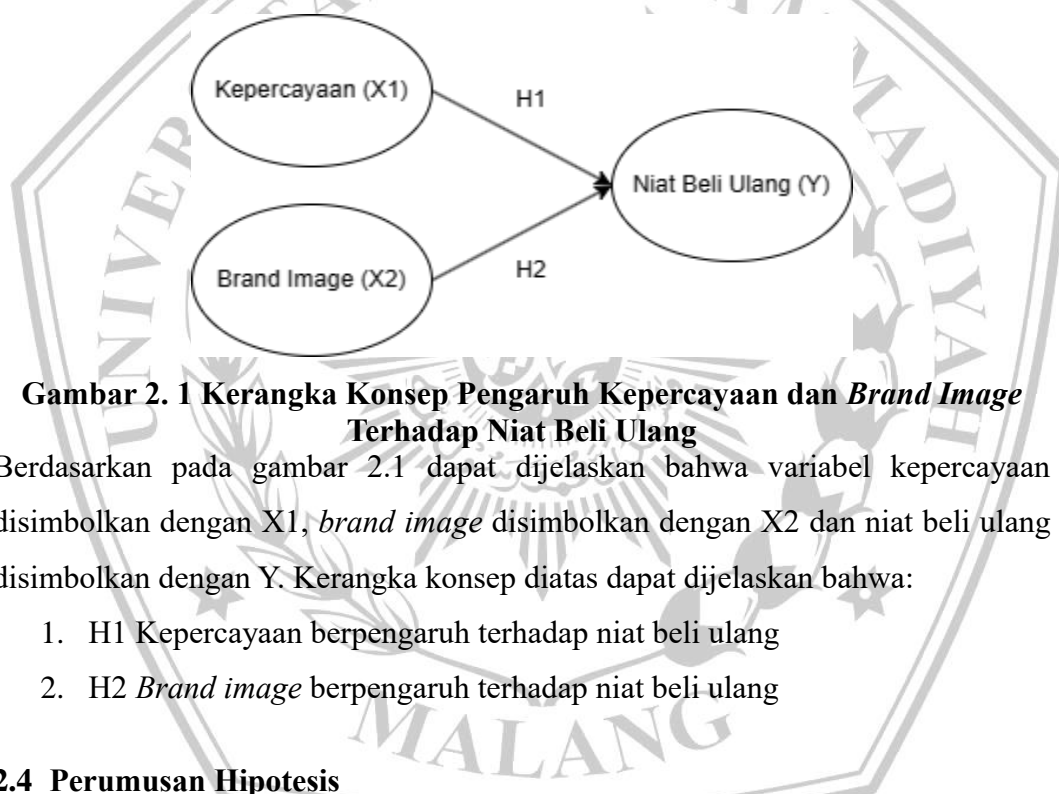 Kepercayaan (X1)
H1
Niat Beli Ulang (Y)
Brand Image (X2)
H2
Gambar 2. 1 Kerangka Konsep Pengaruh Kepercayaan dan Brand Image
Terhadap Niat Beli Ulang
Berdasarkan pada gambar 2.1 dapat dijelaskan bahwa variabel kepercayaan
disimbolkan dengan X1, brand image disimbolkan dengan X2 dan niat beli ulang
disimbolkan dengan Y. Kerangka konsep diatas dapat dijelaskan bahwa:
1. H1 Kepercayaan berpengaruh terhadap niat beli ulang
2. H2 Brand image berpengaruh terhadap niat beli ulang
MALANG
2.4 Perumusan Hipotesis